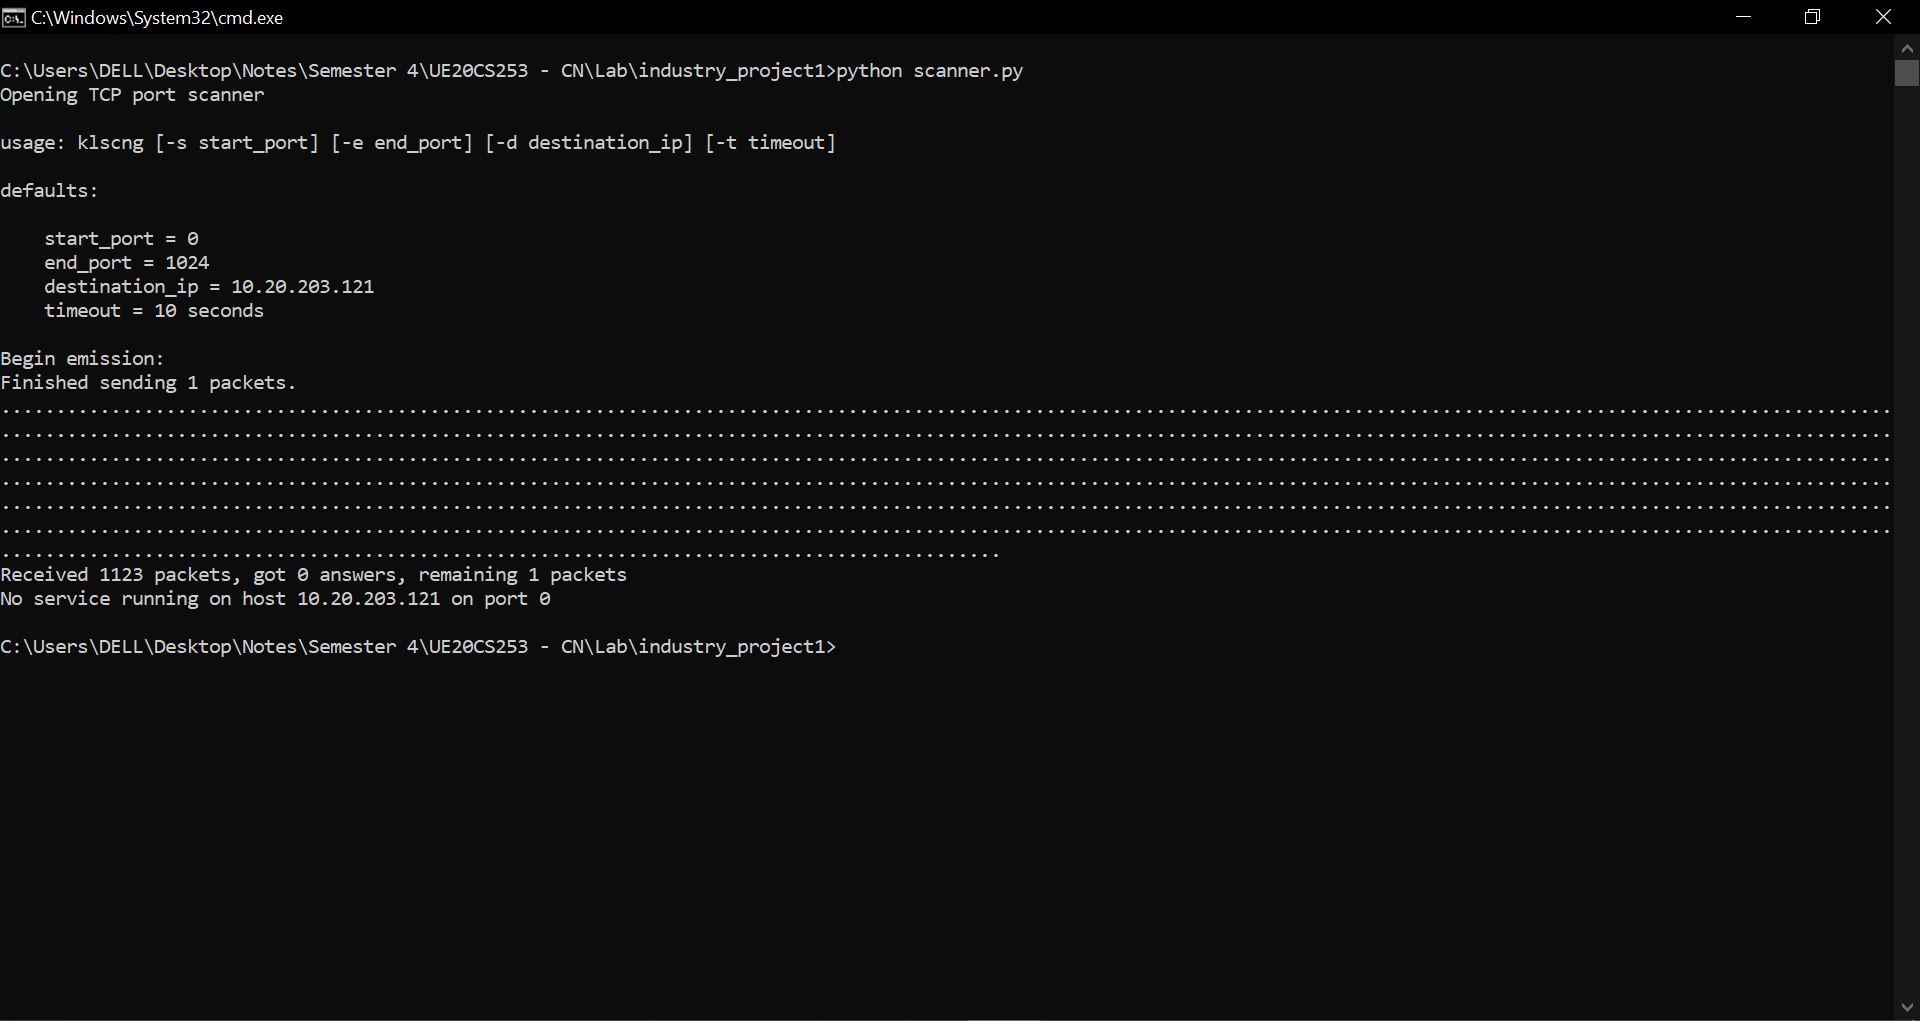 C:\Windows\System32\cmd.exe
C:\Users\DELL\Desktop\Notes\Semester 4\UE20CS253 - CN\Lab\industry_project1>python scanner.py
Opening TCP port scanner
usage: klscng [-s start_port] [-e end_port] [-d destination_ip] [-t timeout]
defaults:
start_port = 0
end_port = 1024
destination_ip = 10.20.203.121
timeout = 10 seconds
Begin emission:
Finished sending 1 packets.
............................................................................................................................................................................
............................................................................................................................................................................
............................................................................................................................................................................
............................................................................................................................................................................
............................................................................................................................................................................
............................................................................................................................................................................
...........................................................................................
Received 1123 packets, got 0 answers, remaining 1 packets
No service running on host 10.20.203.121 on port 0
C:\Users\DELL\Desktop\Notes\Semester 4\UE20CS253 - CN\Lab\industry_project1>